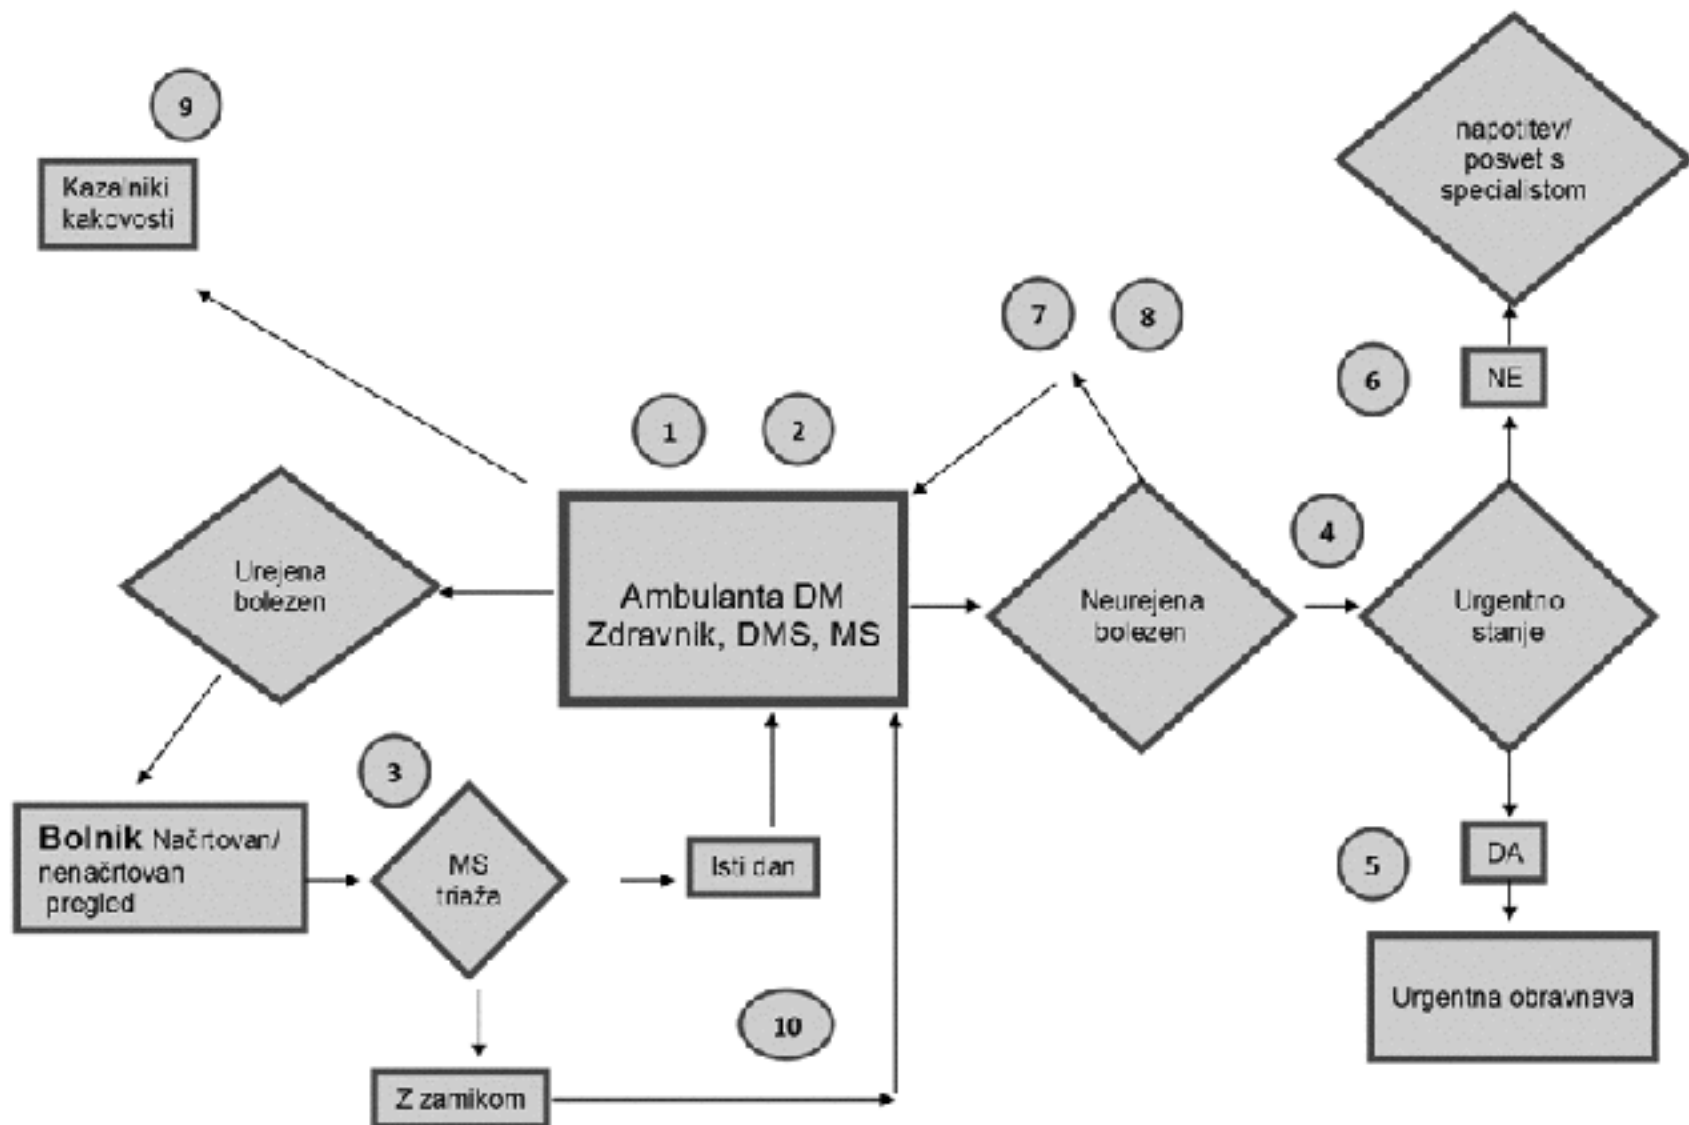 9
Kazalniki
kakovosti
napotitev/
posvet s
specialistom
7
8
6
NE
1
2
4
Urejena
bolezen
Ambulanta DM
Zdravnik, DMS, MS
Neurejena
bolezen
Urgentno
stanje
3
Bolnik Načrtovan/
nenačrtovan
pregled
MS
triaža
Isti dan
5
DA
Urgentna obravnava
10
Z zamikom